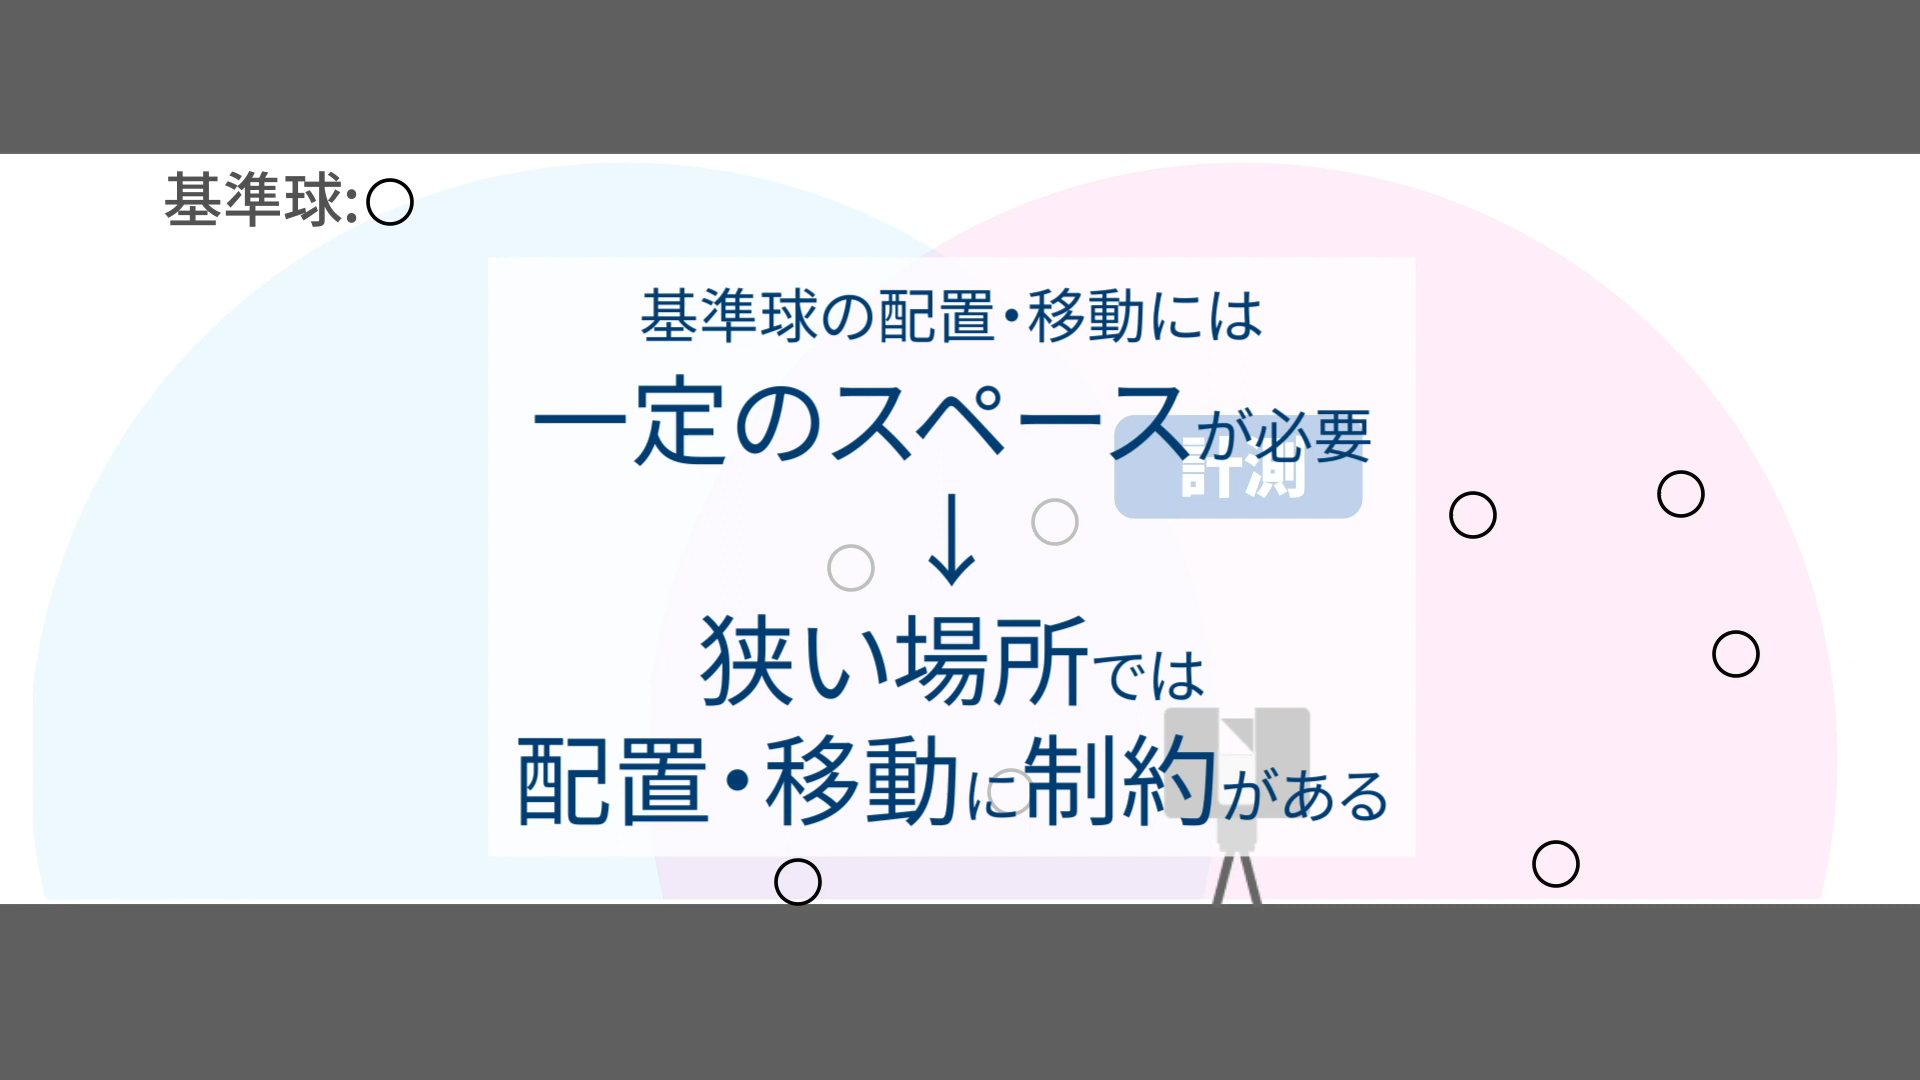 基準球:
基準球の配置・移動には
一定のスペースが必要
計測
↓
狭い場所では
配置・移動に制約がある